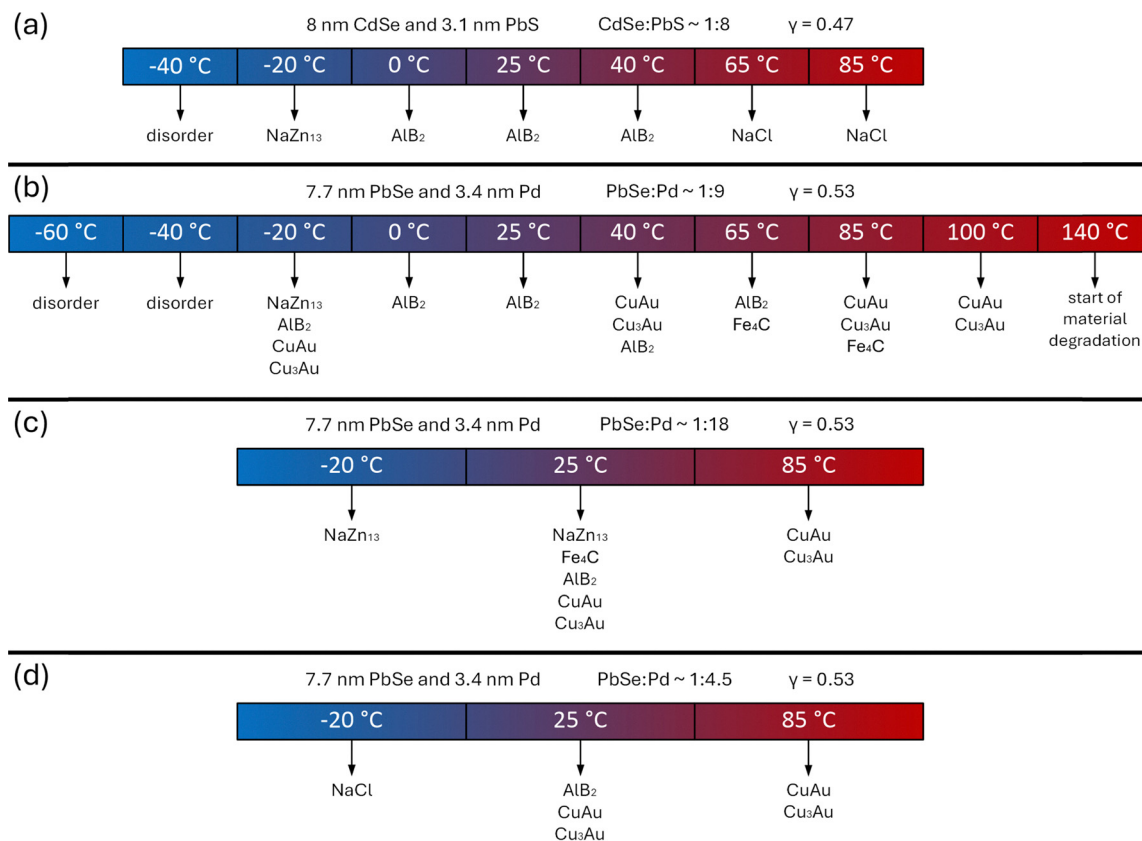 (a)
8 nm CdSe and 3.1 nm PbS CdSe:PbS ~ 1:8 γ = 0.47
-40 °C -20 °C 0 °C 25 °C 40 °C 65 °C 85 °C
disorder NaZn₁₃ AlB₂ AlB₂ AlB₂ NaCl NaCl
(b)
7.7 nm PbSe and 3.4 nm Pd PbSe:Pd ~ 1:9 γ = 0.53
-60 °C -40 °C -20 °C 0 °C 25 °C 40 °C 65 °C 85 °C 100 °C 140 °C
disorder disorder NaZn₁₃ AlB₂ AlB₂ CuAu AlB₂ CuAu CuAu start of
AlB₂ Cu₃Au Fe₄C Cu₃Au Cu₃Au material
CuAu AlB₂ Fe₄C degradation
Cu₃Au
(c)
7.7 nm PbSe and 3.4 nm Pd PbSe:Pd ~ 1:18 γ = 0.53
-20 °C 25 °C 85 °C
NaZn₁₃ NaZn₁₃ CuAu
Fe₄C Cu₃Au
AlB₂
CuAu
Cu₃Au
(d)
7.7 nm PbSe and 3.4 nm Pd PbSe:Pd ~ 1:4.5 γ = 0.53
-20 °C 25 °C 85 °C
NaCl AlB₂ CuAu
CuAu Cu₃Au
Cu₃Au